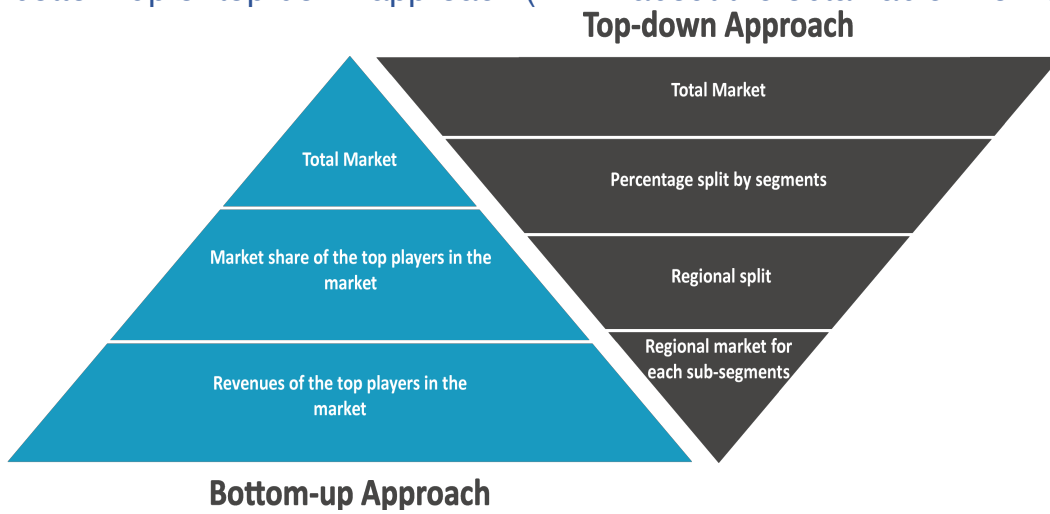 Top-down Approach
Total Market
Percentage split by segments
Regional split
Regional market for
each sub-segments
Total Market
Market share of the top players in the
market
Revenues of the top players in the
market
Bottom-up Approach